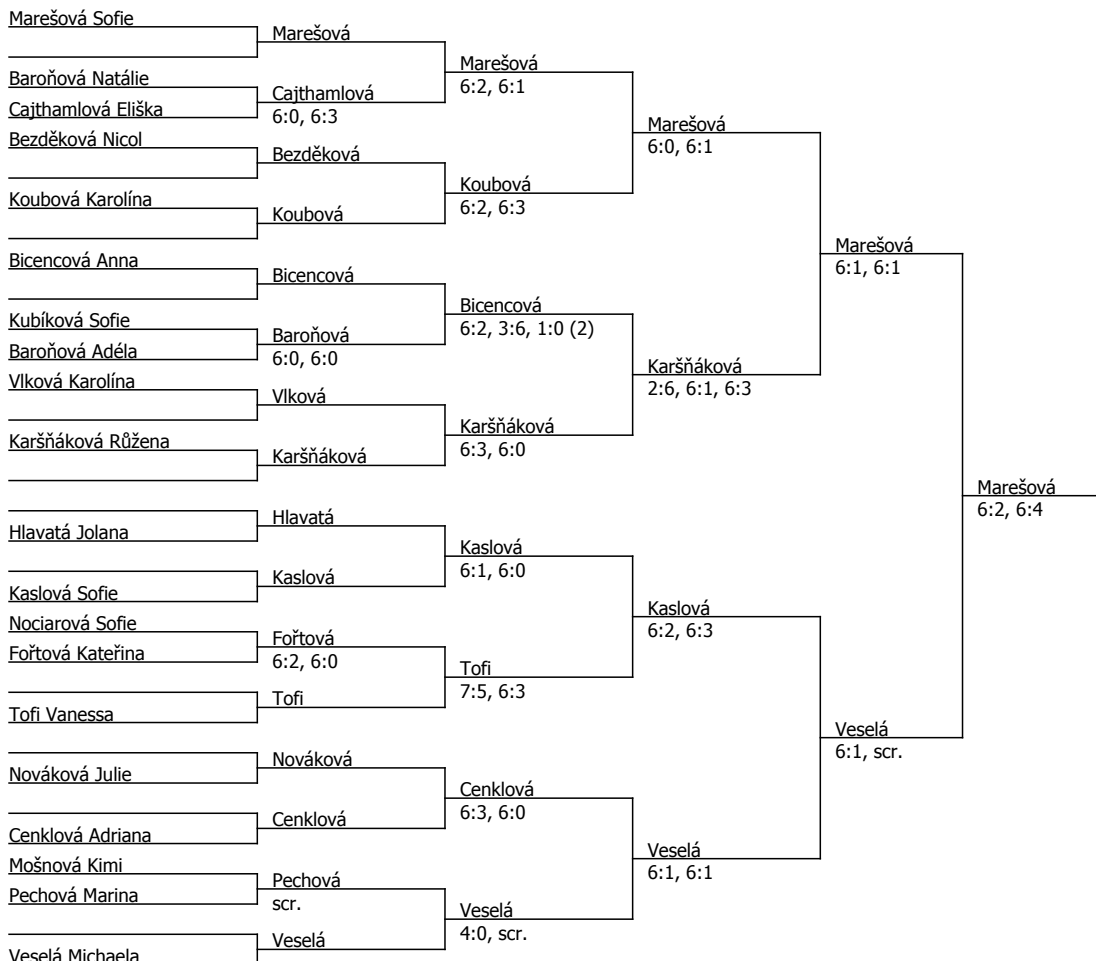 Marešová Sofie
Baroňová Natálie
Cajthamlová Eliška
Bezděková Nicol
Koubová Karolína
Bicencová Anna
Kubíková Sofie
Baroňová Adéla
Vlková Karolína
Karšňáková Růžena
Hlavatá Jolana
Kaslová Sofie
Nociarová Sofie
Fořtová Kateřina
Tofi Vanessa
Nováková Julie
Cenklová Adriana
Mošnová Kimi
Pechová Marina
Veselá Michaela
Marešová
Cajthamlová
6:0, 6:3
Bezděková
Koubová
Bicencová
Baroňová
6:0, 6:0
Vlková
Karšňáková
Hlavatá
Kaslová
Fořtová
6:2, 6:0
Tofi
Nováková
Cenklová
Pechová
scr.
Veselá
Marešová
6:2, 6:1
Koubová
6:2, 6:3
Bicencová
6:2, 3:6, 1:0 (2)
Karšňáková
6:3, 6:0
Kaslová
6:1, 6:0
Tofi
7:5, 6:3
Cenklová
6:3, 6:0
Veselá
4:0, scr.
Marešová
6:0, 6:1
Karšňáková
2:6, 6:1, 6:3
Kaslová
6:2, 6:3
Veselá
6:1, 6:1
Marešová
6:1, 6:1
Veselá
6:1, scr.
Marešová
6:2, 6:4